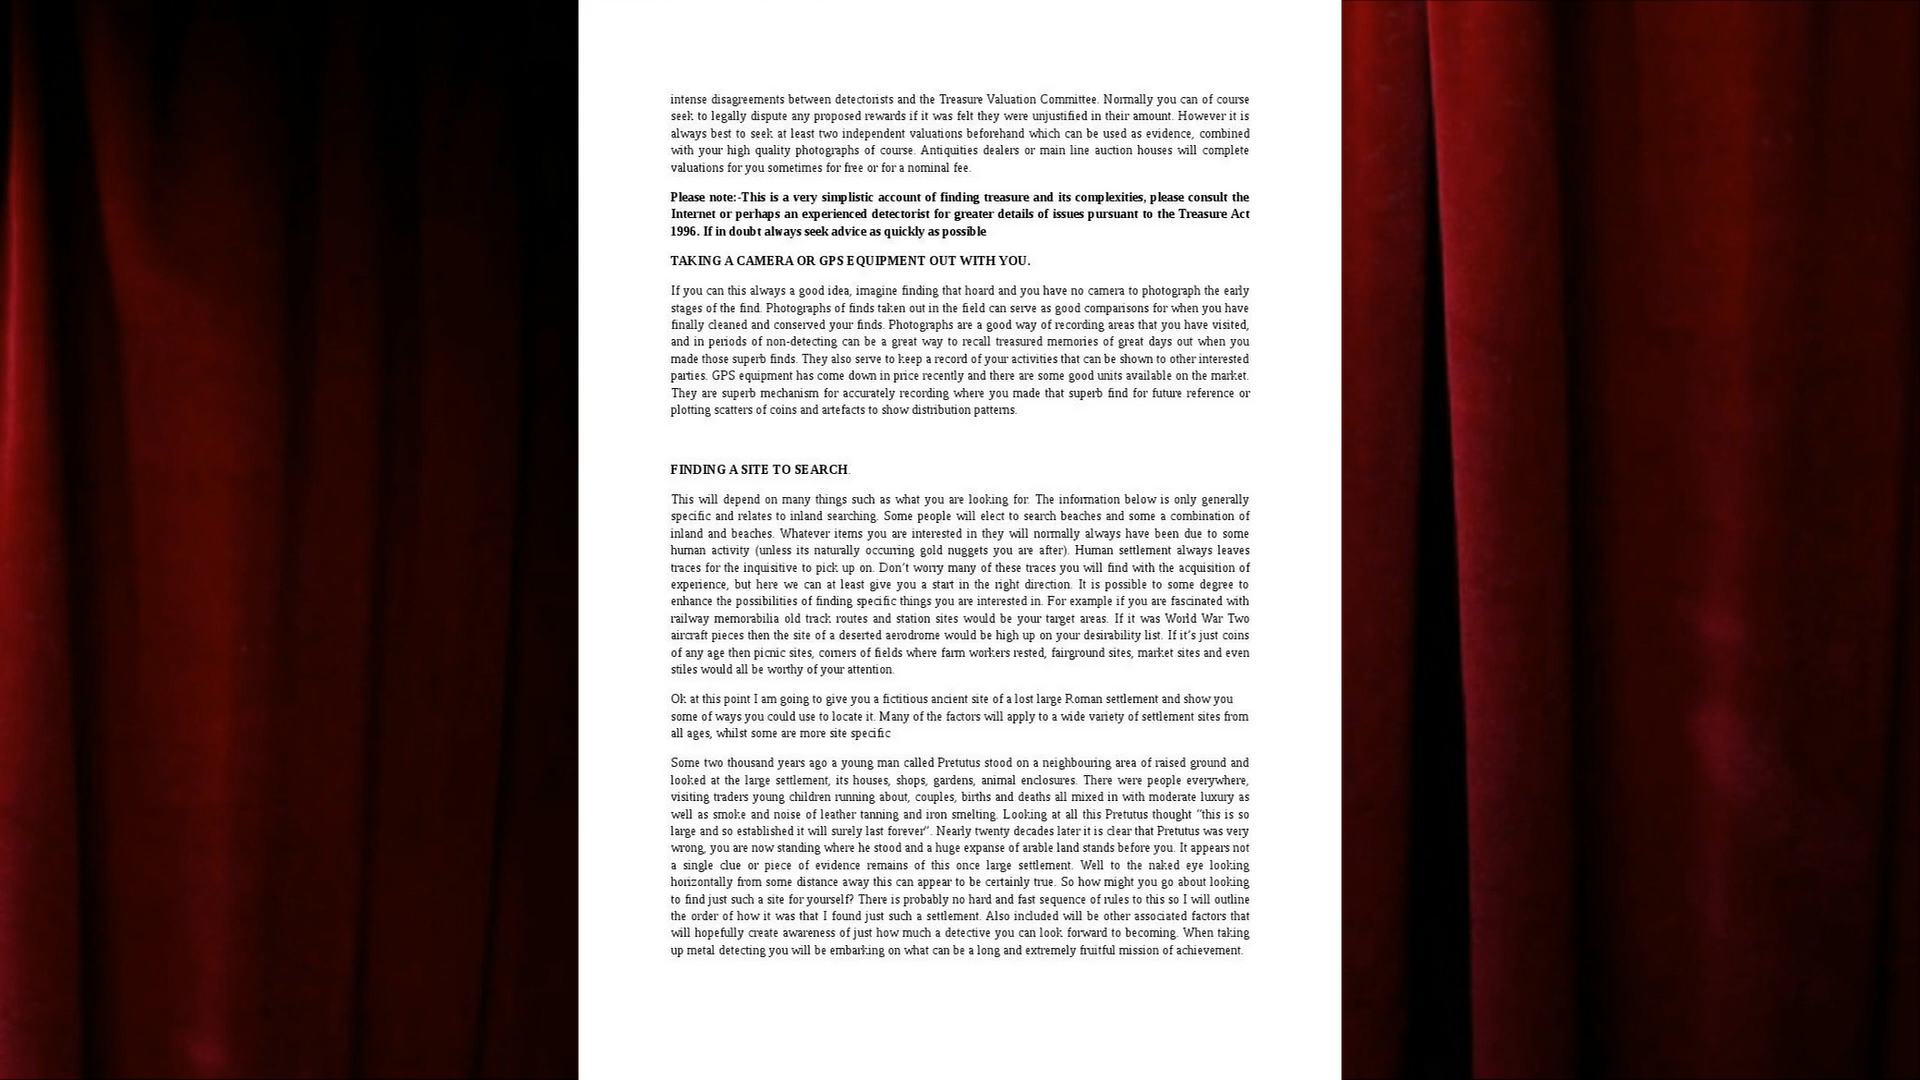 intense disagreements between detectorists and the Treasure Valuation Committee. Normally you can of course
seek to legally dispute any proposed rewards if it was felt they were unjustified in their amount. However it is
always best to seek at least two independent valuations beforehand which can be used as evidence, combined
with your high quality photographs of course. Antiquities dealers or main line auction houses will complete
valuations for you sometimes for free or for a nominal fee.
Please note:-This is a very simplistic account of finding treasure and its complexities, please consult the
Internet or perhaps an experienced detectorist for greater details of issues pursuant to the Treasure Act
1996. If in doubt always seek advice as quickly as possible
TAKING A CAMERA OR GPS EQUIPMENT OUT WITH YOU.
If you can this always a good idea, imagine finding that hoard and you have no camera to photograph the early
stages of the find. Photographs of finds taken out in the field can serve as good comparisons for when you have
finally cleaned and conserved your finds. Photographs are a good way of recording areas that you have visited,
and in periods of non-detecting can be a great way to recall treasured memories of great days out when you
made those superb finds. They also serve to keep a record of your activities that can be shown to other interested
parties. GPS equipment has come down in price recently and there are some good units available on the market.
They are superb mechanism for accurately recording where you made that superb find for future reference or
plotting scatters of coins and artefacts to show distribution patterns.
FINDING A SITE TO SEARCH.
This will depend on many things such as what you are looking for. The information below is only generally
specific and relates to inland searching. Some people will elect to search beaches and some a combination of
inland and beaches. Whatever items you are interested in they will normally always have been due to some
human activity (unless its naturally occurring gold nuggets you are after). Human settlement always leaves
traces for the inquisitive to pick up on. Don't worry many of these traces you will find with the acquisition of
experience, but here we can at least give you a start in the right direction. It is possible to some degree to
enhance the possibilities of finding specific things you are interested in. For example if you are fascinated with
railway memorabilia old track routes and station sites would be your target areas. If it was World War Two
aircraft pieces then the site of a deserted aerodrome would be high up on your desirability list. If it's just coins
of any age then picnic sites, corners of fields where farm workers rested, fairground sites, market sites and even
stiles would all be worthy of your attention.
Ok at this point I am going to give you a fictitious ancient site of a lost large Roman settlement and show you
some of ways you could use to locate it. Many of the factors will apply to a wide variety of settlement sites from
all ages, whilst some are more site specific
Some two thousand years ago a young man called Pretutus stood on a neighbouring area of raised ground and
looked at the large settlement, its houses, shops, gardens, animal enclosures. There were people everywhere,
visiting traders young children running about, couples, births and deaths all mixed in with moderate luxury as
well as smoke and noise of leather tanning and iron smelting. Looking at all this Pretutus thought "this is so
large and so established it will surely last forever". Nearly twenty decades later it is clear that Pretutus was very
wrong, you are now standing where he stood and a huge expanse of arable land stands before you. It appears not
a single clue or piece of evidence remains of this once large settlement. Well to the naked eye looking
horizontally from some distance away this can appear to be certainly true. So how might you go about looking
to find just such a site for yourself? There is probably no hard and fast sequence of rules to this so I will outline
the order of how it was that I found just such a settlement. Also included will be other associated factors that
will hopefully create awareness of just how much a detective you can look forward to becoming. When taking
up metal detecting you will be embarking on what can be a long and extremely fruitful mission of achievement.